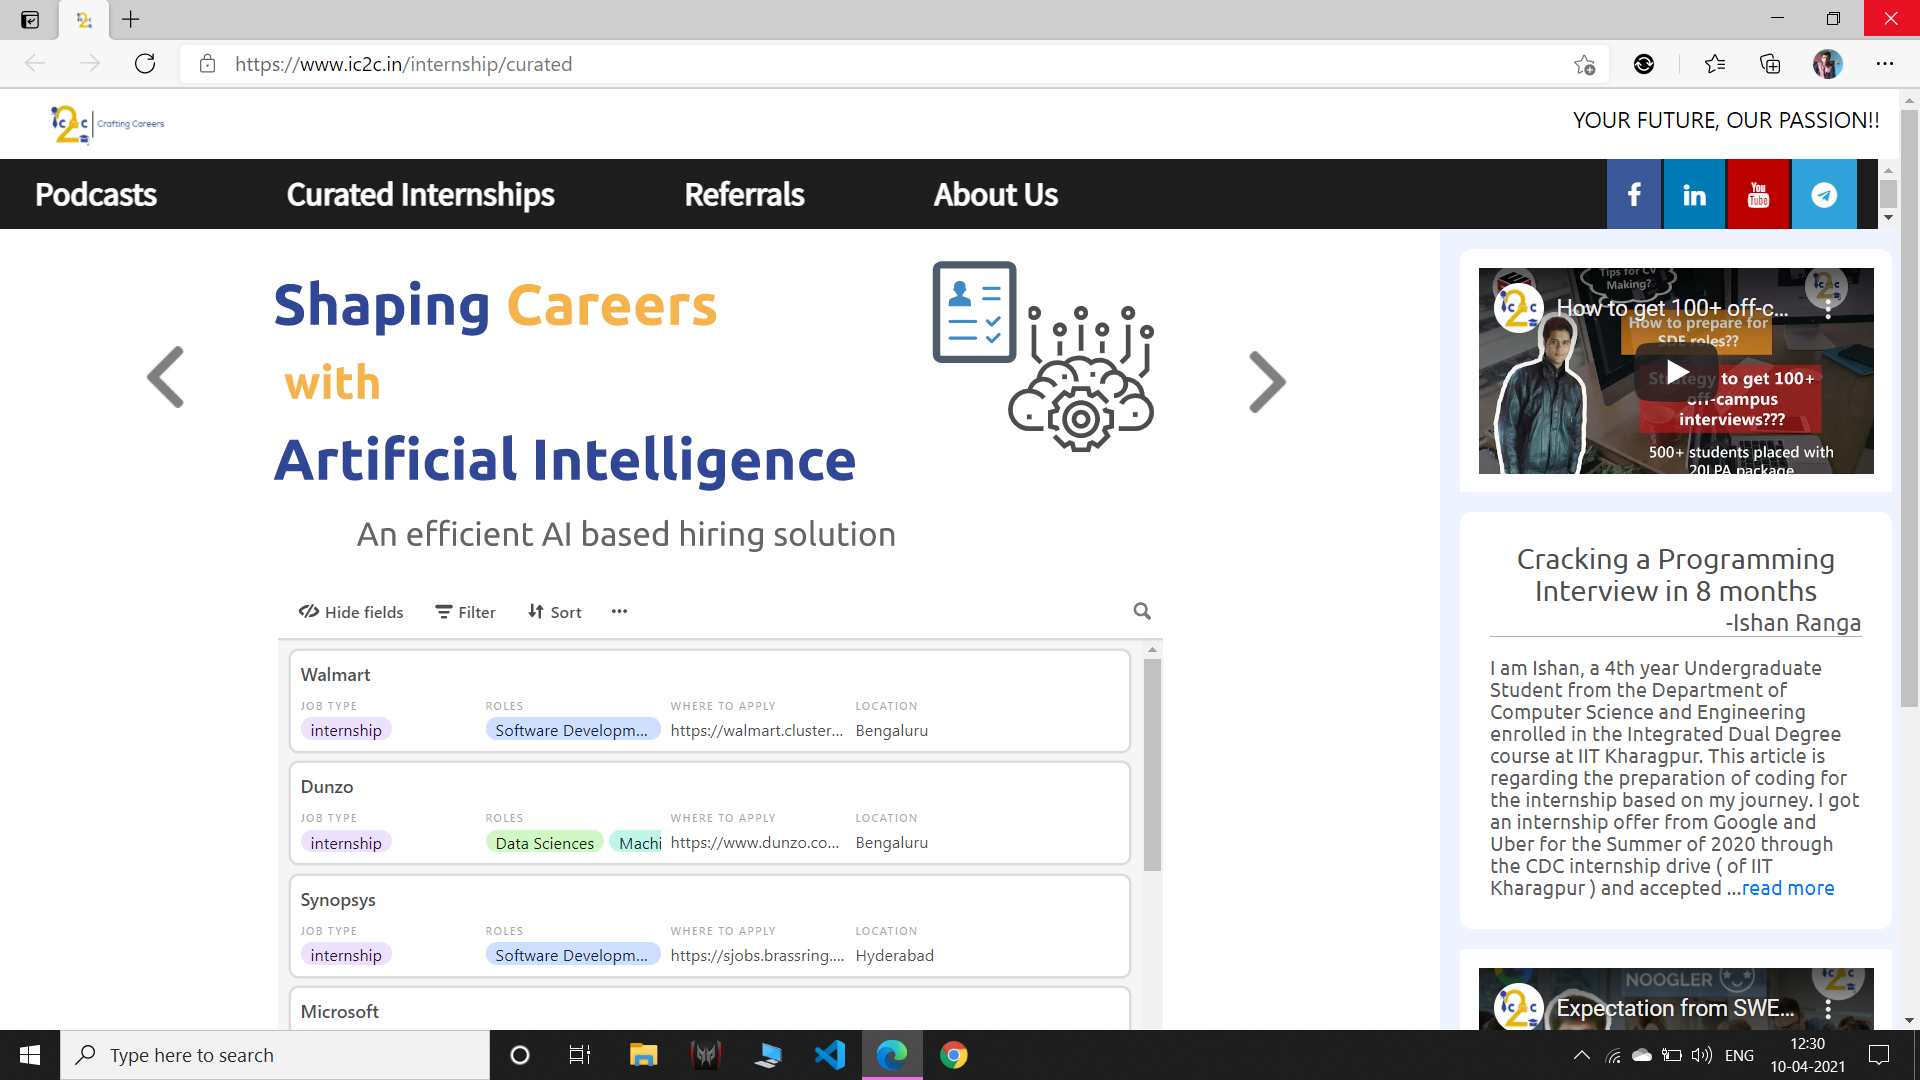 https://www.ic2c.in/internship/curated
ic2c | Crafting Careers
YOUR FUTURE, OUR PASSION!!
Podcasts
Curated Internships
Referrals
About Us
You Tube
Shaping Careers
with
Artificial Intelligence
An efficient AI based hiring solution
Hide fields
Filter
Sort
Walmart
JOB TYPE ROLES WHERE TO APPLY LOCATION
internship Software Developm... https://walmart.cluster... Bengaluru
Dunzo
JOB TYPE ROLES WHERE TO APPLY LOCATION
internship Data Sciences Machi https://www.dunzo.co... Bengaluru
Synopsys
JOB TYPE ROLES WHERE TO APPLY LOCATION
internship Software Developm... https://sjobs.brassring.... Hyderabad
Microsoft
Tips for CV
Making?
How to get 100+ off-c...
How to prepare for
SDE roles??
Strategy to get 100+
off-campus
interviews???
500+ students placed with
20LPA package
Cracking a Programming
Interview in 8 months
-Ishan Ranga
I am Ishan, a 4th year Undergraduate
Student from the Department of
Computer Science and Engineering
enrolled in the Integrated Dual Degree
course at IIT Kharagpur. This article is
regarding the preparation of coding for
the internship based on my journey. I got
an internship offer from Google and
Uber for the Summer of 2020 through
the CDC internship drive ( of IIT
Kharagpur ) and accepted ...read more
NOOGLER
Expectation from SWE...
Type here to search
ENG
12:30
10-04-2021